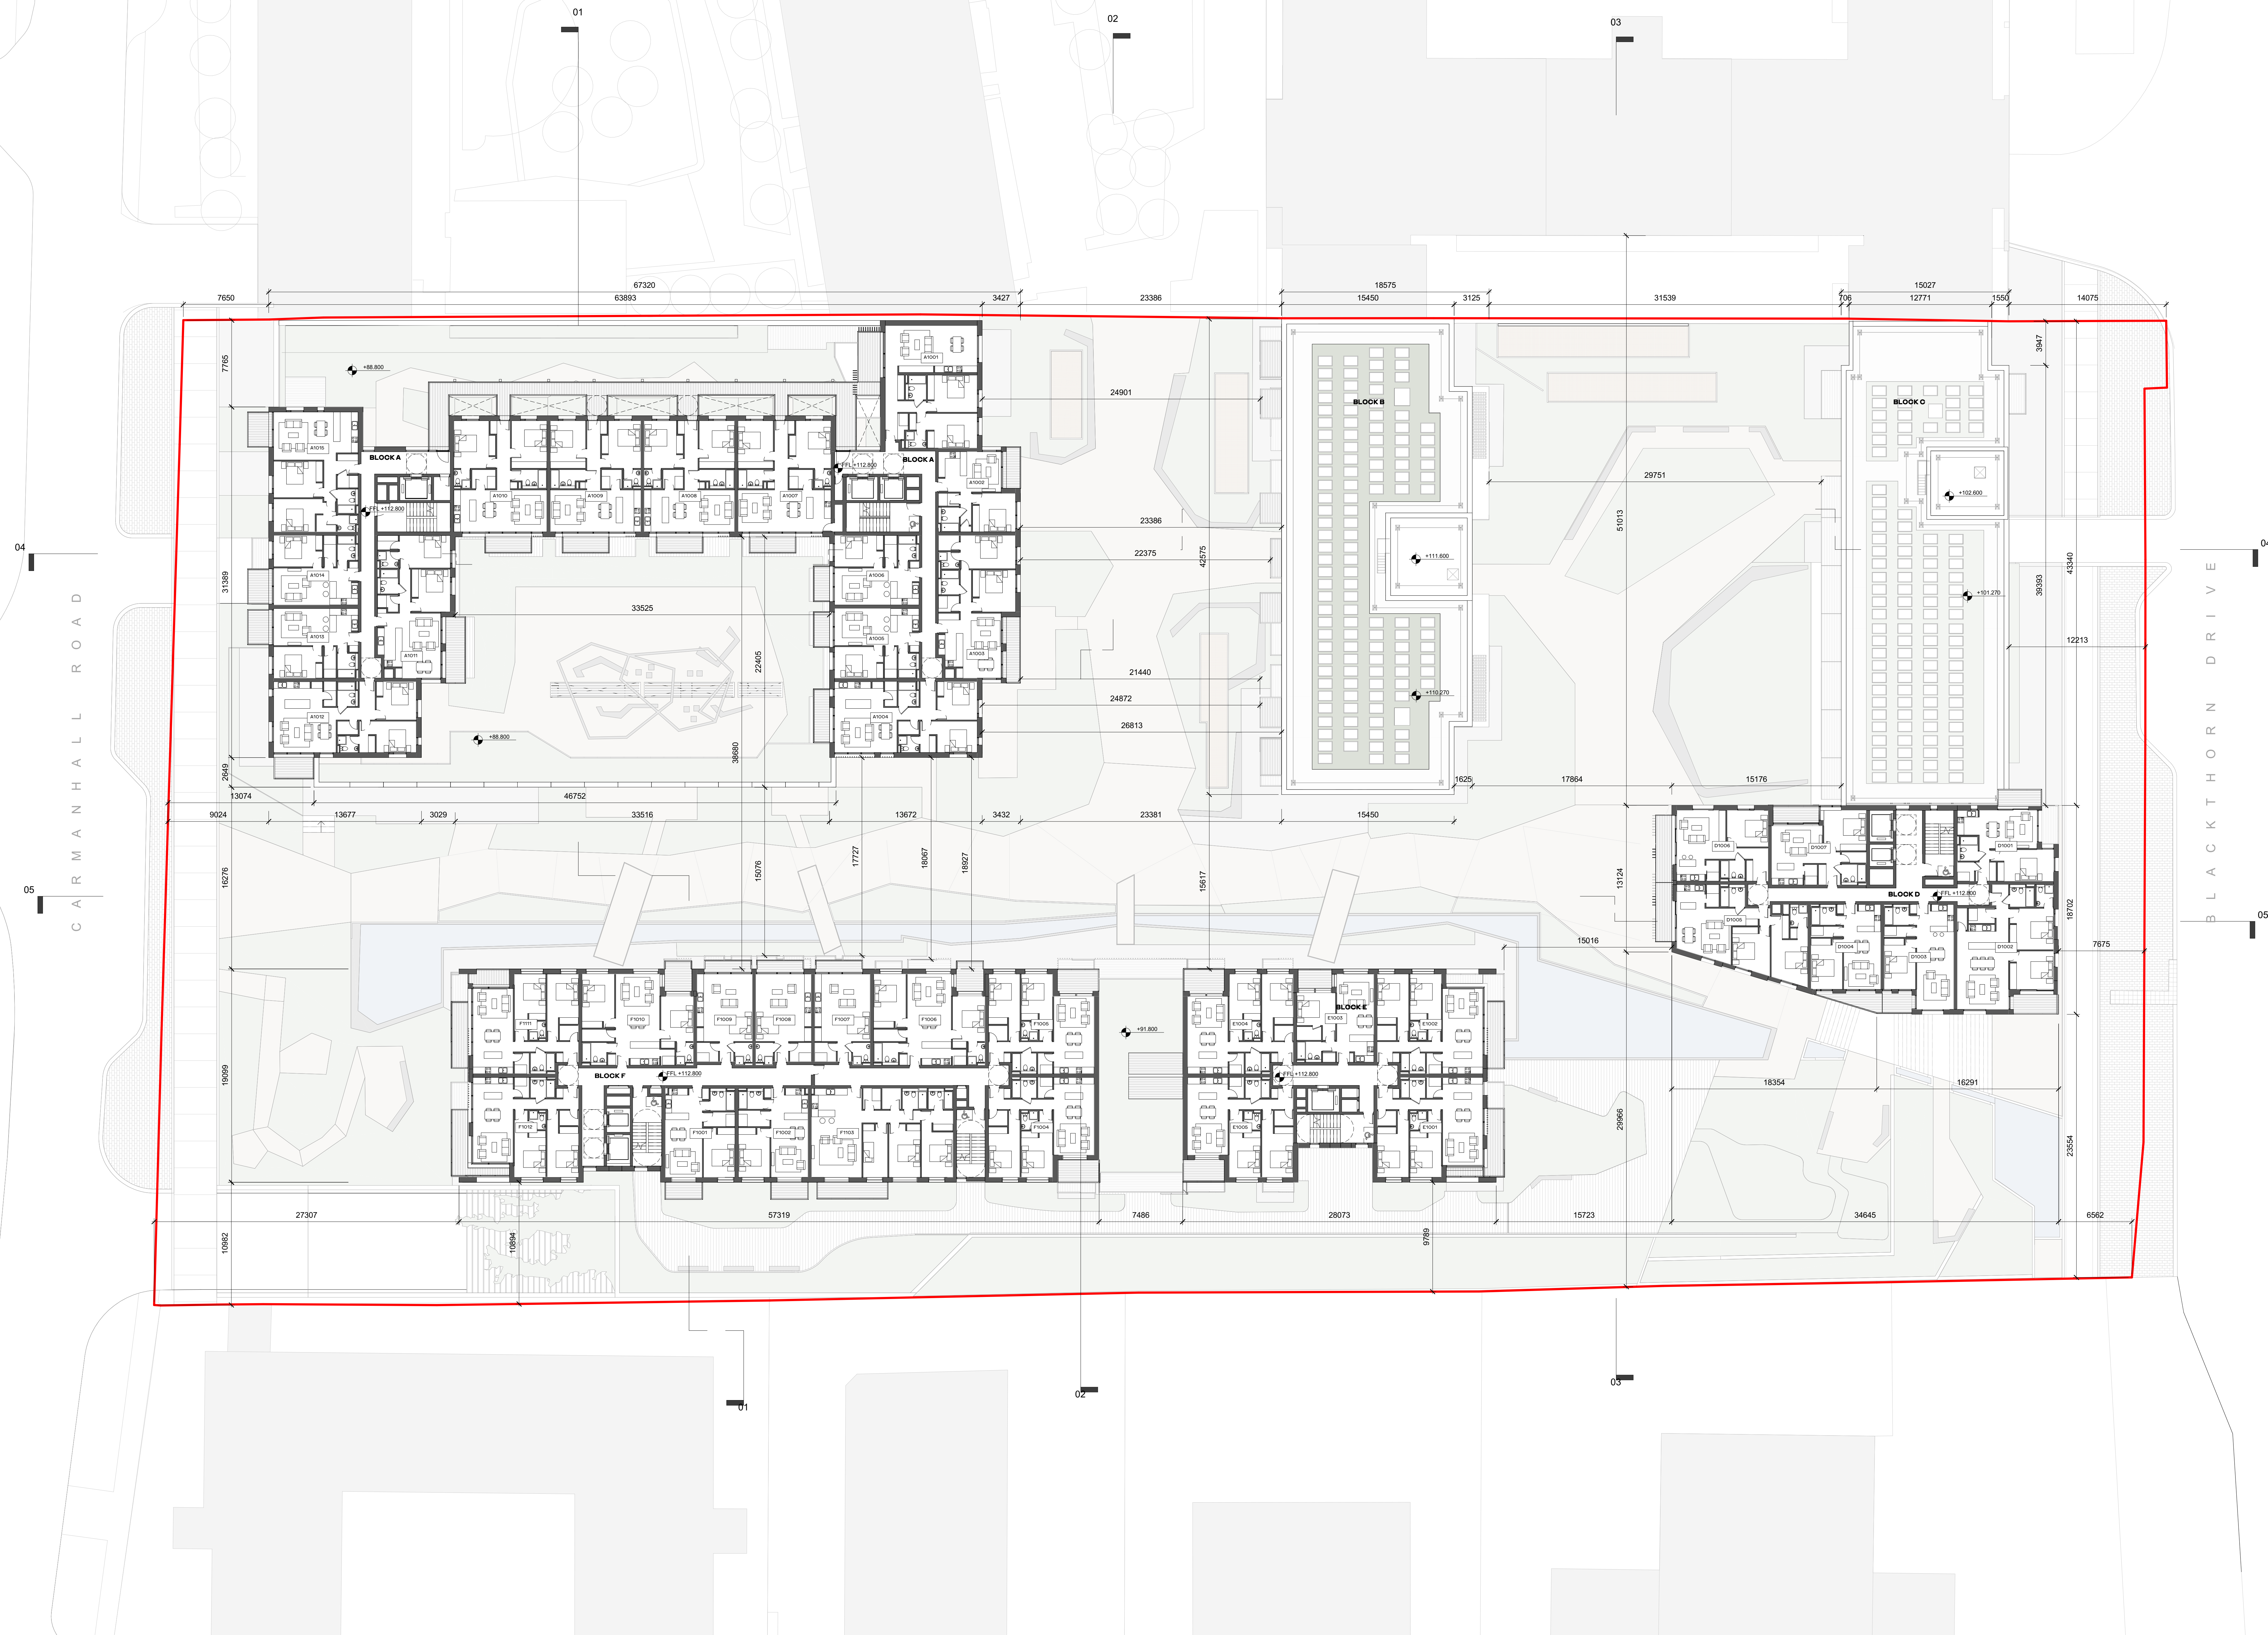 01
02
03
67320
18575
15027
7650
63893
3427
23386
15450
3125
31539
706
12771
1550
14075
7765
A1001
3947
+88.800
24901
BLOCK B
BLOCK C
A1015
BLOCK A
BLOCK A
FFL +112.800
A1002
29751
A1010
A1009
A1008
A1007
+102.600
FFL +112.800
23386
51013
04
04
22375
42575
+111.600
43340
A1014
A1006
31389
39393
+101.270
33525
A1013
A1005
12213
A1011
A1003
22405
21440
+110.270
24872
A1012
A1004
26813
+88.800
38680
2649
1625
17864
15176
13074
46752
9024
13677
3029
33516
13672
3432
23381
15450
CARMANHALL ROAD
BLACKTHORN DRIVE
D1006
D1007
D1001
17727
18067
18927
15076
16276
15617
13124
05
05
BLOCK D
FFL +112.800
18702
D1005
D1004
D1003
D1002
15016
7675
F1111
F1010
F1009
F1008
F1007
F1006
F1005
+91.800
E1004
E1003
BLOCK E
E1002
BLOCK F
FFL +112.800
FFL +112.800
19099
18354
16291
F1012
F1001
F1002
F1103
F1004
E1005
E1001
29966
23554
27307
57319
7486
28073
15723
34645
6562
10982
10894
9789
01
02
03